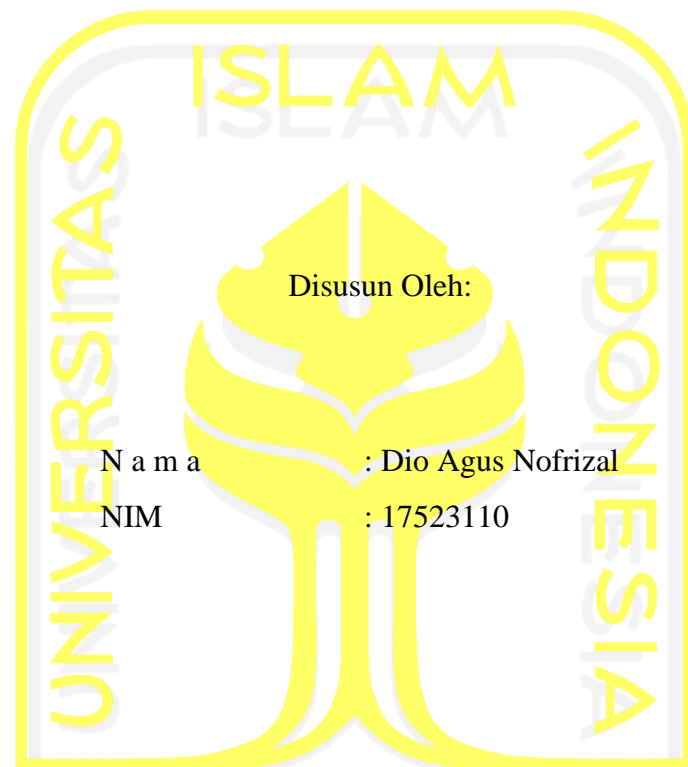 ISLAM
UNIVERSITAS
INDONESIA
Disusun Oleh:
N a m a : Dio Agus Nofrizal
NIM : 17523110